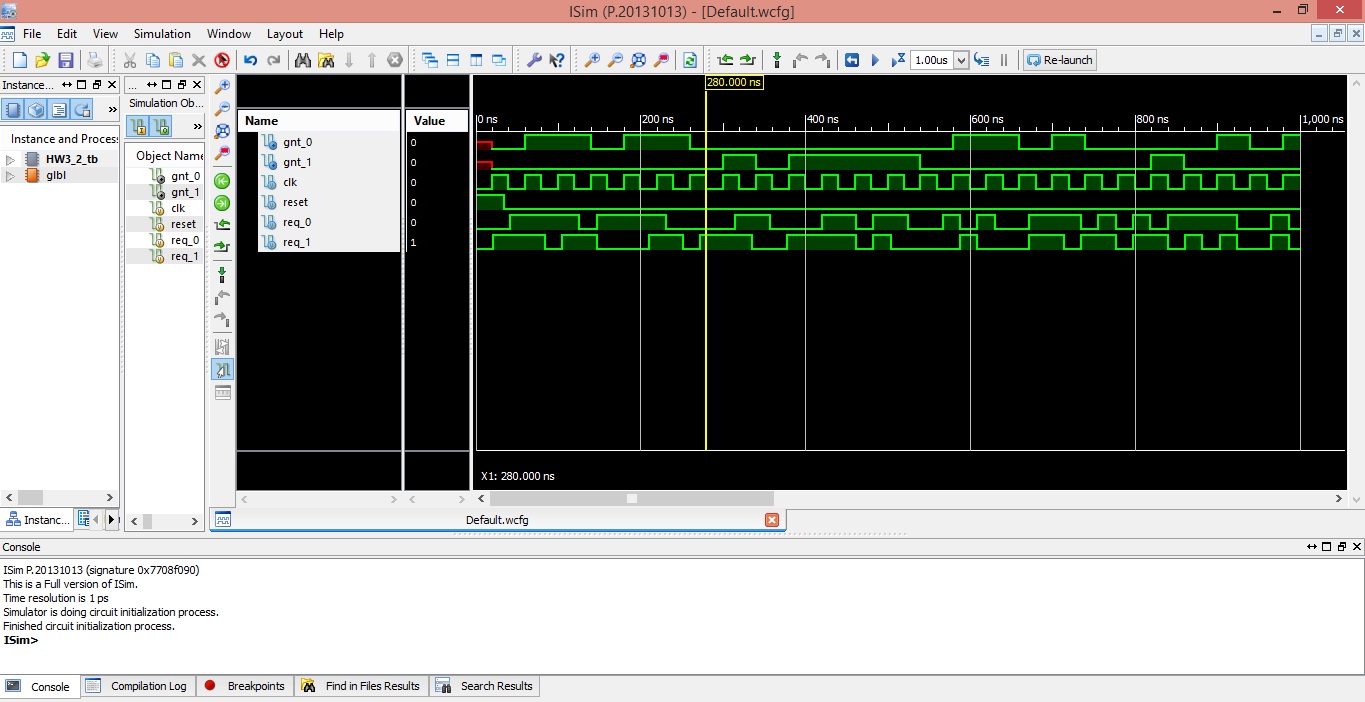 ISim (P.20131013) - [Default.wcfg]
File Edit View Simulation Window Layout Help
1.00us
Re-launch
Instance...
...
Simulation Ob...
Instance and Proces
HW3_2_tb
glbl
Object Name
gnt_0
gnt_1
clk
reset
req_0
req_1
Name Value
gnt_0 0
gnt_1 0
clk 0
reset 0
req_0 0
req_1 1
280.000 ns
0 ns 200 ns 400 ns 600 ns 800 ns 1,000 ns
X1: 280.000 ns
Instanc...
Default.wcfg
Console
ISim P.20131013 (signature 0x7708f090)
This is a Full version of ISim.
Time resolution is 1 ps
Simulator is doing circuit initialization process.
Finished circuit initialization process.
ISim>
Console Compilation Log Breakpoints Find in Files Results Search Results